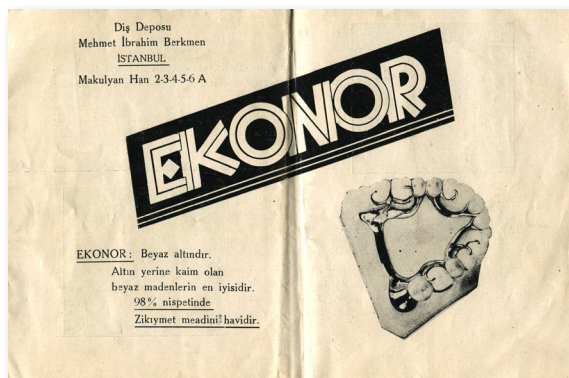 Diş Deposu
Mehmet İbrahim Berkmen
İSTANBUL
Makulyan Han 2-3-4-5-6 A
EKONOR
EKONOR: Beyaz altındır.
Altın yerine kaim olan
beyaz madenlerin en iyisidir.
98% nispetinde
Zikıymet meadini havidir.